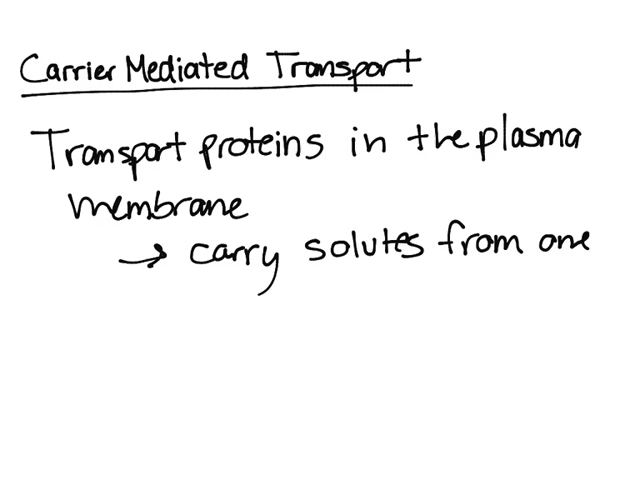 Carrier Mediated Transport
Transport proteins in the plasma
membrane
→ carry solutes from one